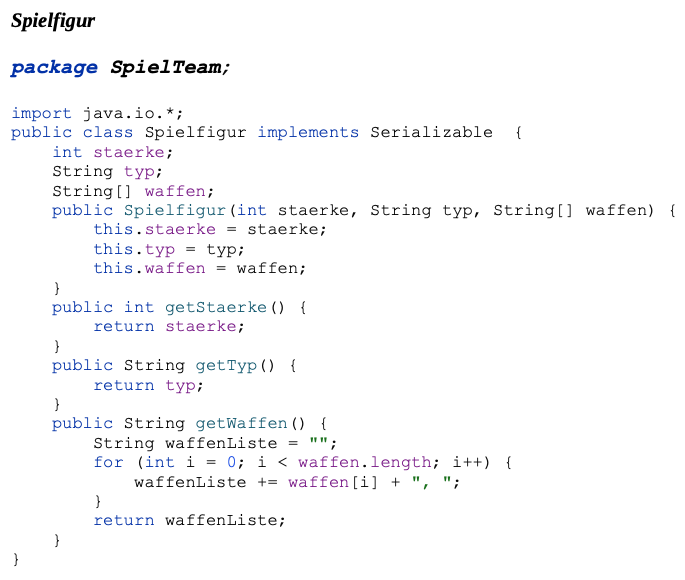 Spielfigur
package SpielTeam;
import java.io.*;
public class Spielfigur implements Serializable  {
    int staerke;
    String typ;
    String[] waffen;
    public Spielfigur(int staerke, String typ, String[] waffen) {
        this.staerke = staerke;
        this.typ = typ;
        this.waffen = waffen;
    }
    public int getStaerke() {
        return staerke;
    }
    public String getTyp() {
        return typ;
    }
    public String getWaffen() {
        String waffenListe = "";
        for (int i = 0; i < waffen.length; i++) {
            waffenListe += waffen[i] + ", ";
        }
        return waffenListe;
    }
}